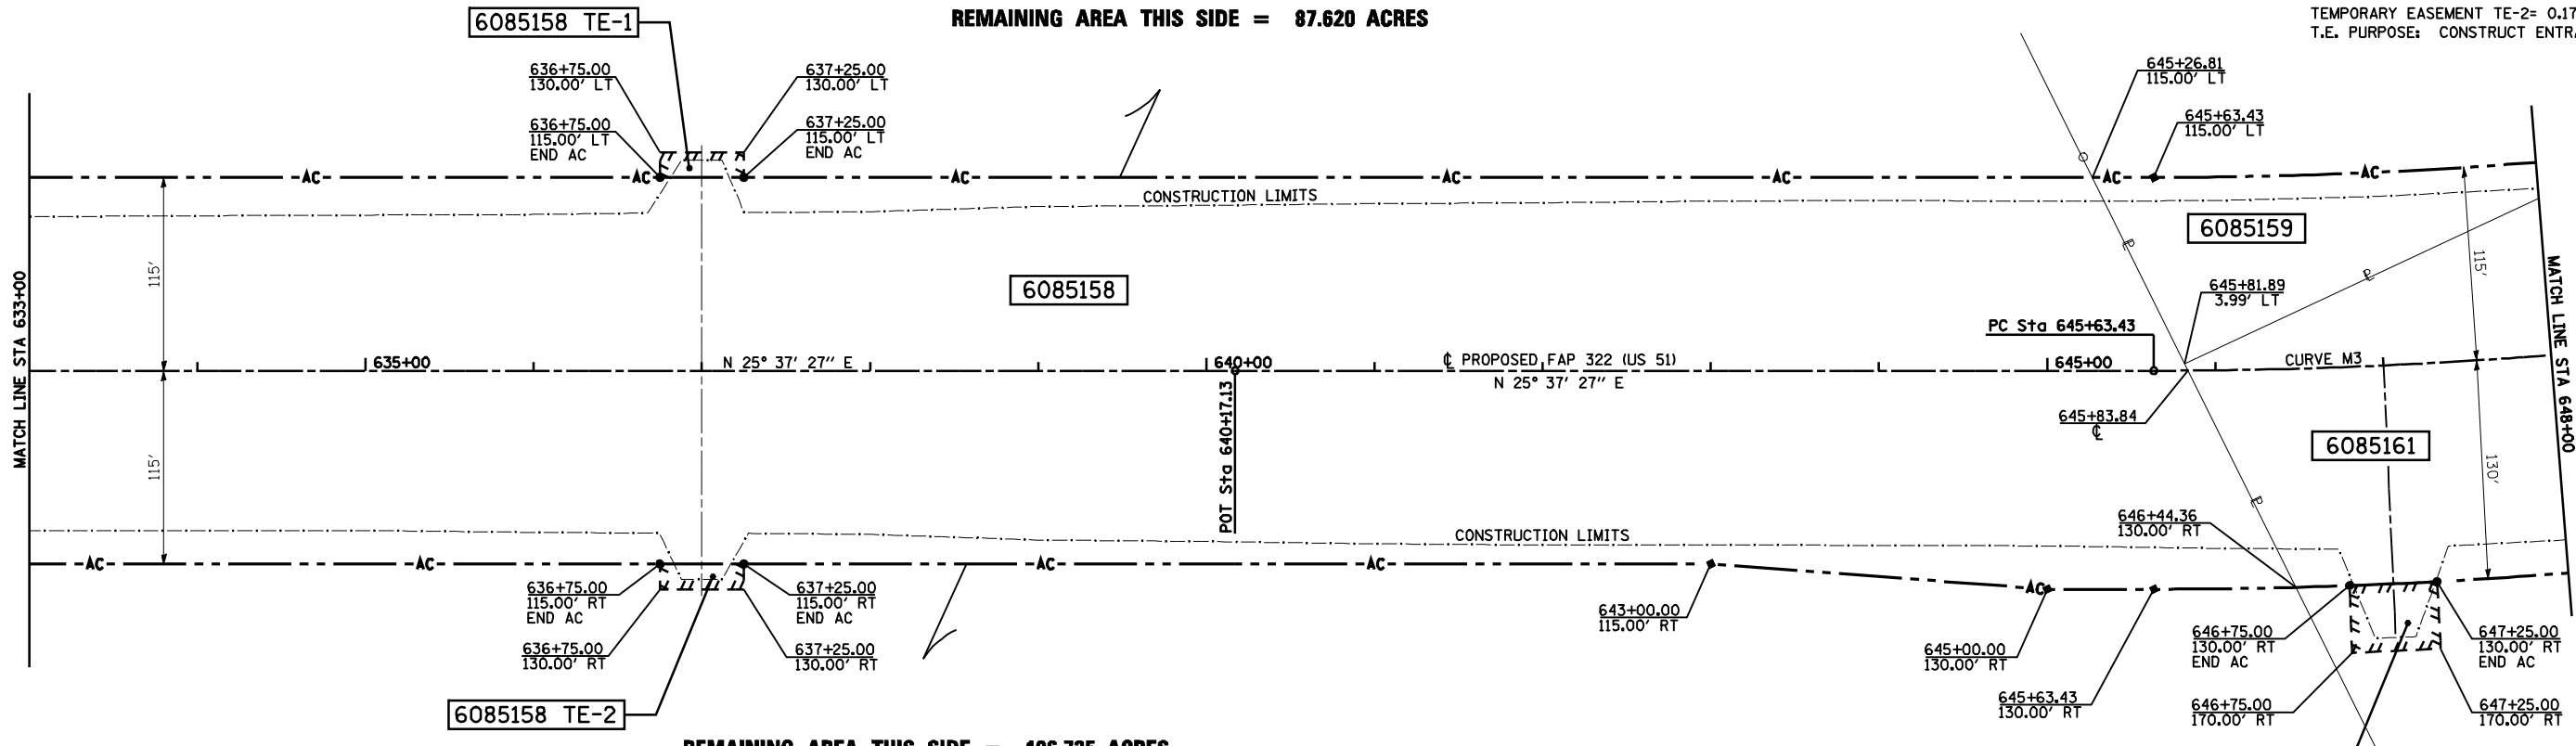 6085158 TE-1
REMAINING AREA THIS SIDE = 87.620 ACRES
TEMPORARY EASEMENT TE-2= 0.17
T.E. PURPOSE: CONSTRUCT
636+75.00
130.00' LT
637+25.00
130.00' LT
636+75.00
115.00' LT
END AC
637+25.00
115.00' LT
END AC
645+26.81
115.00' LT
645+63.43
115.00' LT
AC
AC
AC
AC
AC
AC
AC
CONSTRUCTION LIMITS
6085159
115'
6085158
115'
645+81.89
3.99' LT
PC Sta 645+63.43
MATCH LINE STA 633+00
MATCH LINE STA 648+00
635+00
N 25° 37' 27" E
640+00
℄ PROPOSED FAP 322 (US 51)
N 25° 37' 27" E
645+00
CURVE M3
POT Sta 640+17.13
645+83.84
℄
6085161
115'
130'
CONSTRUCTION LIMITS
646+44.36
130.00' RT
AC
AC
AC
AC
AC
636+75.00
115.00' RT
END AC
637+25.00
115.00' RT
END AC
636+75.00
130.00' RT
637+25.00
130.00' RT
643+00.00
115.00' RT
645+00.00
130.00' RT
645+63.43
130.00' RT
646+75.00
130.00' RT
END AC
647+25.00
130.00' RT
END AC
646+75.00
170.00' RT
647+25.00
170.00' RT
6085158 TE-2
REMAINING AREA THIS SIDE = ACRES